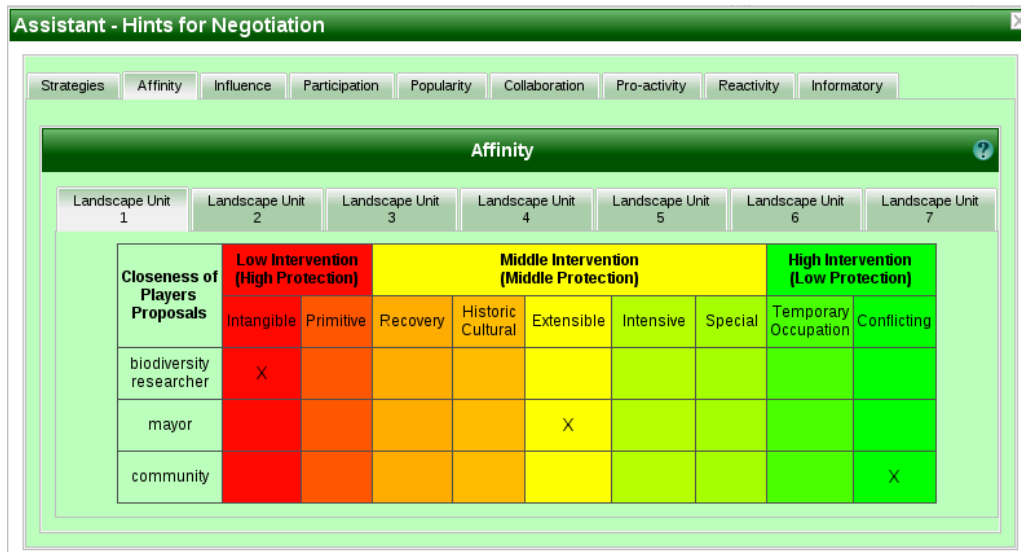 Assistant - Hints for Negotiation
Strategies Affinity Influence Participation Popularity Collaboration Pro-activity Reactivity Informatory
Affinity ?
Landscape Unit 1 Landscape Unit 2 Landscape Unit 3 Landscape Unit 4 Landscape Unit 5 Landscape Unit 6 Landscape Unit 7
Closeness of Players Proposals
Low Intervention (High Protection) Middle Intervention (Middle Protection) High Intervention (Low Protection)
Intangible Primitive Recovery Historic Cultural Extensible Intensive Special Temporary Occupation Conflicting
biodiversity researcher X
mayor X
community X